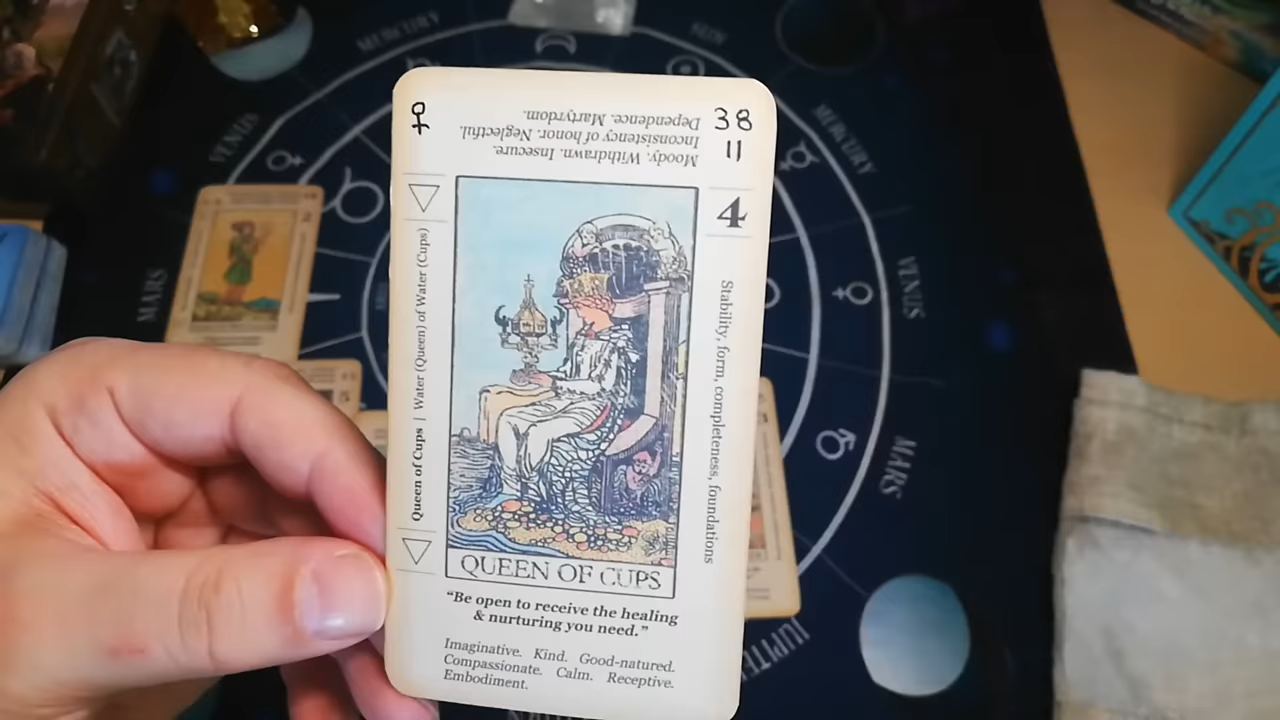 MERCURY
SUN
VENUS
MERCURY
MARS
VENUS
MARS
JUPITE
38
11
4
Moody. Withdrawn. Insecure.
Inconsistency of honor. Neglectful.
Dependence. Martyrdom.
Queen of Cups | Water (Queen) of Water (Cups)
Stability, form, completeness, foundations
QUEEN OF CUPS
“Be open to receive the healing
& nurturing you need.”
Imaginative. Kind. Good-natured.
Compassionate. Calm. Receptive.
Embodiment.